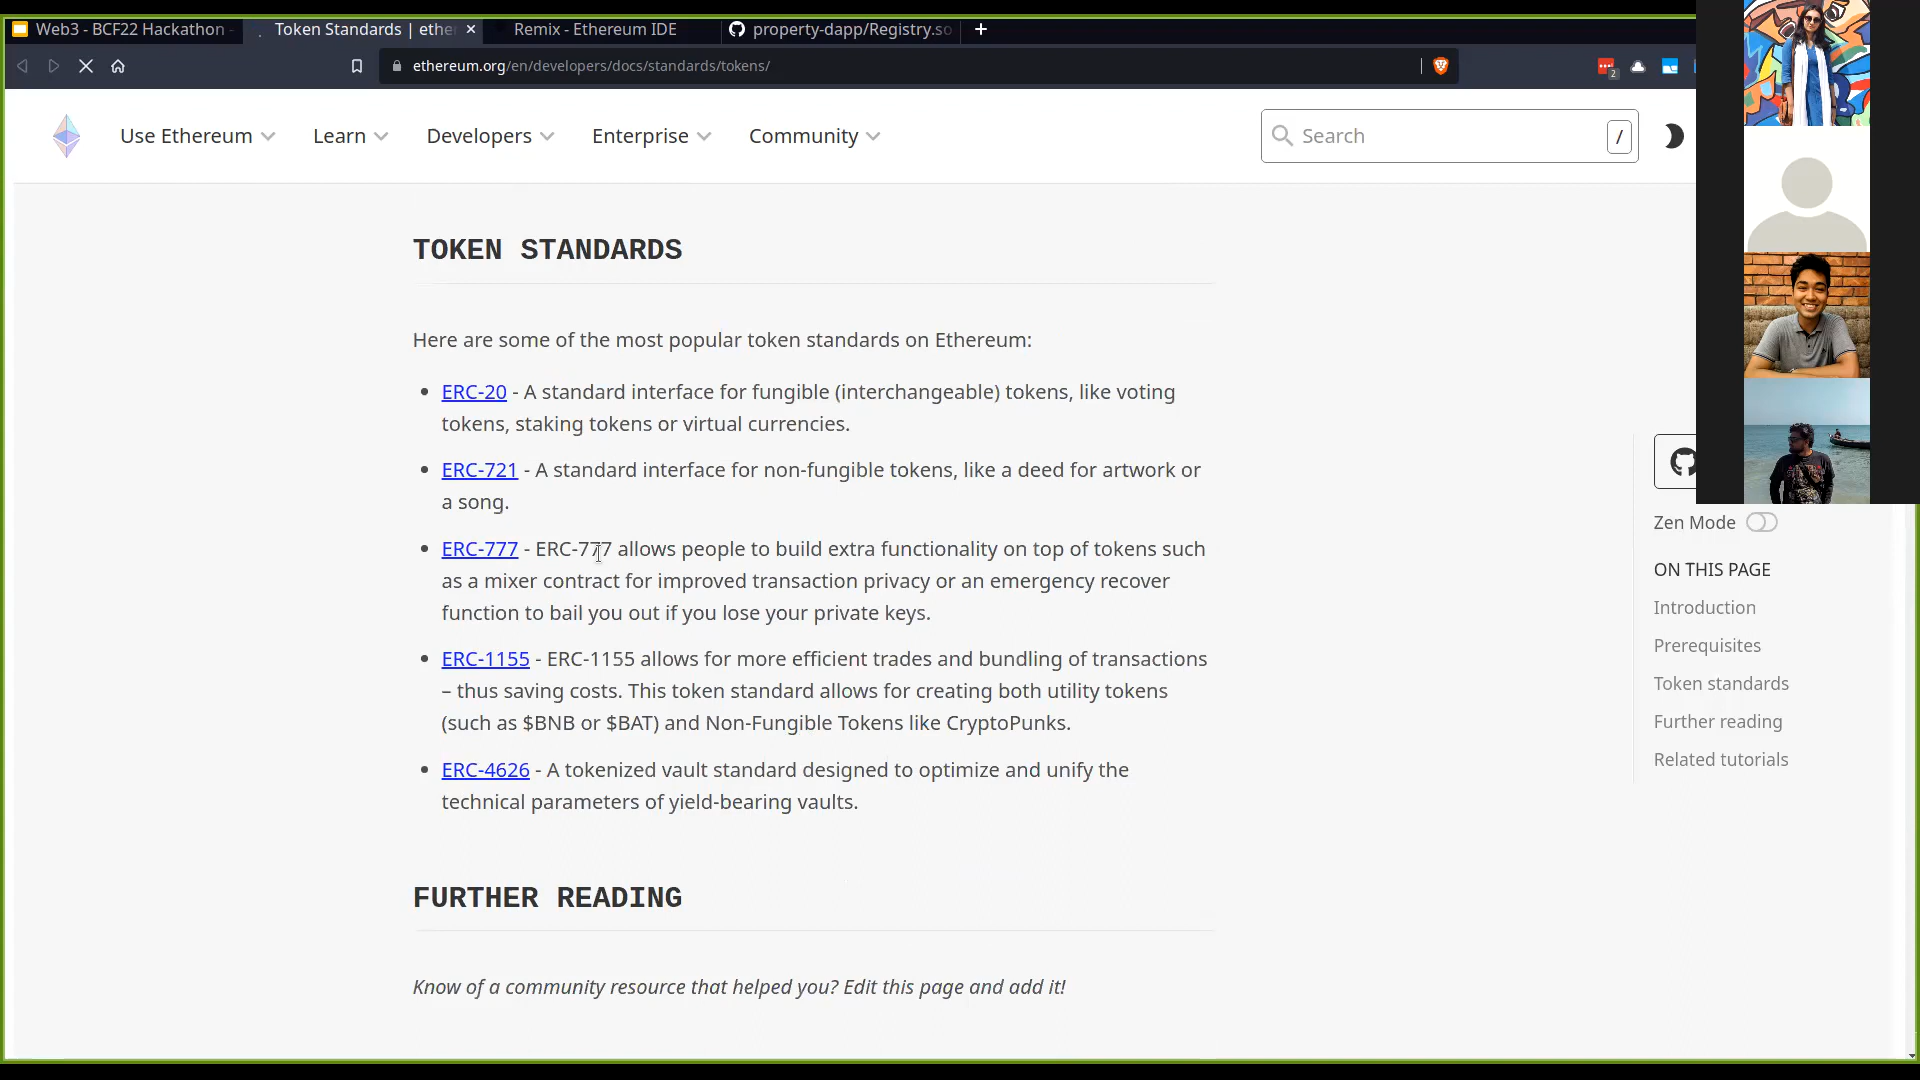 Web3 - BCF22 Hackathon -
Token Standards | ethe
Remix - Ethereum IDE
property-dapp/Registry.so
ethereum.org/en/developers/docs/standards/tokens/
2
Use Ethereum
Learn
Developers
Enterprise
Community
Search
/
TOKEN STANDARDS
Here are some of the most popular token standards on Ethereum:
ERC-20 - A standard interface for fungible (interchangeable) tokens, like voting
tokens, staking tokens or virtual currencies.
ERC-721 - A standard interface for non-fungible tokens, like a deed for artwork or
a song.
ERC-777 - ERC-777 allows people to build extra functionality on top of tokens such
as a mixer contract for improved transaction privacy or an emergency recover
function to bail you out if you lose your private keys.
ERC-1155 - ERC-1155 allows for more efficient trades and bundling of transactions
– thus saving costs. This token standard allows for creating both utility tokens
(such as $BNB or $BAT) and Non-Fungible Tokens like CryptoPunks.
ERC-4626 - A tokenized vault standard designed to optimize and unify the
technical parameters of yield-bearing vaults.
FURTHER READING
Know of a community resource that helped you? Edit this page and add it!
Zen Mode
ON THIS PAGE
Introduction
Prerequisites
Token standards
Further reading
Related tutorials